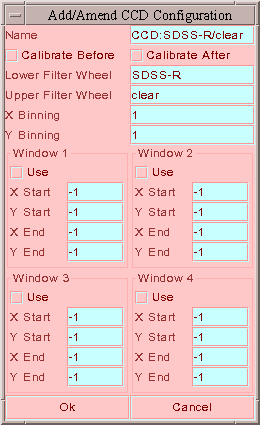 Add/Amend CCD Configuration
Name CCD:SDSS-R/clear
Calibrate Before Calibrate After
Lower Filter Wheel SDSS-R
Upper Filter Wheel clear
X Binning 1
Y Binning 1
Window 1 Window 2
Use Use
X Start -1 X Start -1
Y Start -1 Y Start -1
X End -1 X End -1
Y End -1 Y End -1
Window 3 Window 4
Use Use
X Start -1 X Start -1
Y Start -1 Y Start -1
X End -1 X End -1
Y End -1 Y End -1
Ok Cancel